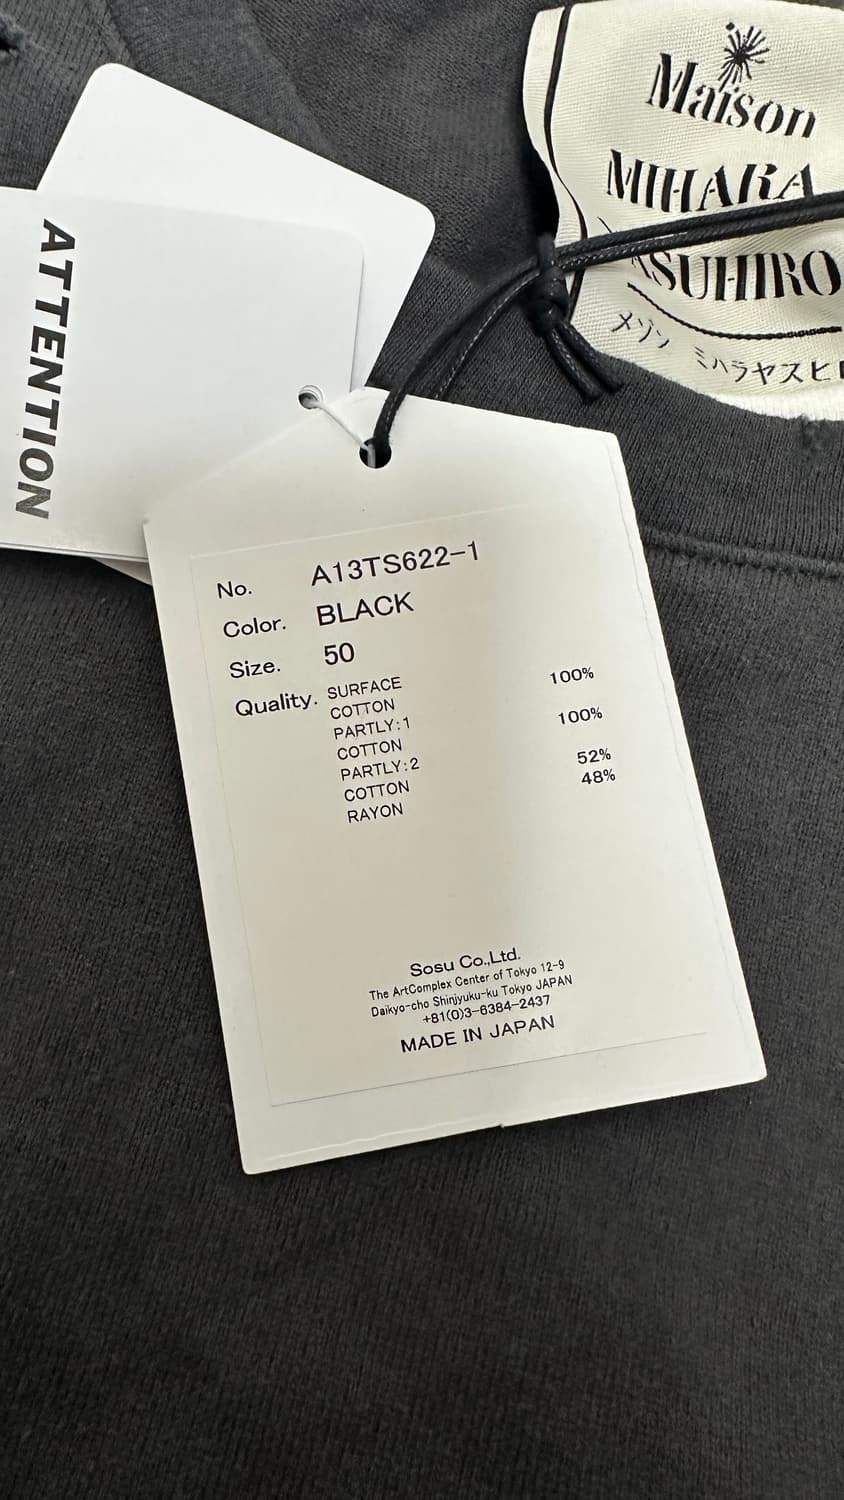 Maison
MIHARA
YASUHIRO
メゾン ミハラヤスヒロ
ATTENTION
No. A13TS622-1
Color. BLACK
Size. 50
Quality. SURFACE
COTTON 100%
PARTLY:1
COTTON 100%
PARTLY:2
COTTON 52%
RAYON 48%
Sosu Co.,Ltd.
The ArtComplex Center of Tokyo 12-9
Daikyo-cho Shinjyuku-ku Tokyo JAPAN
+81(0)3-6384-2437
MADE IN JAPAN